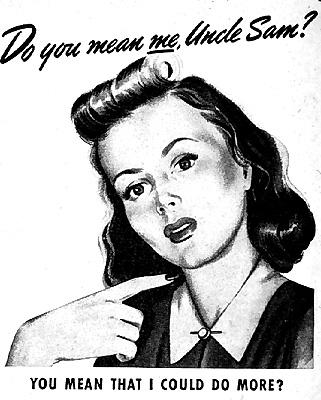 Do you mean me, Uncle Sam?
YOU MEAN THAT I COULD DO MORE?